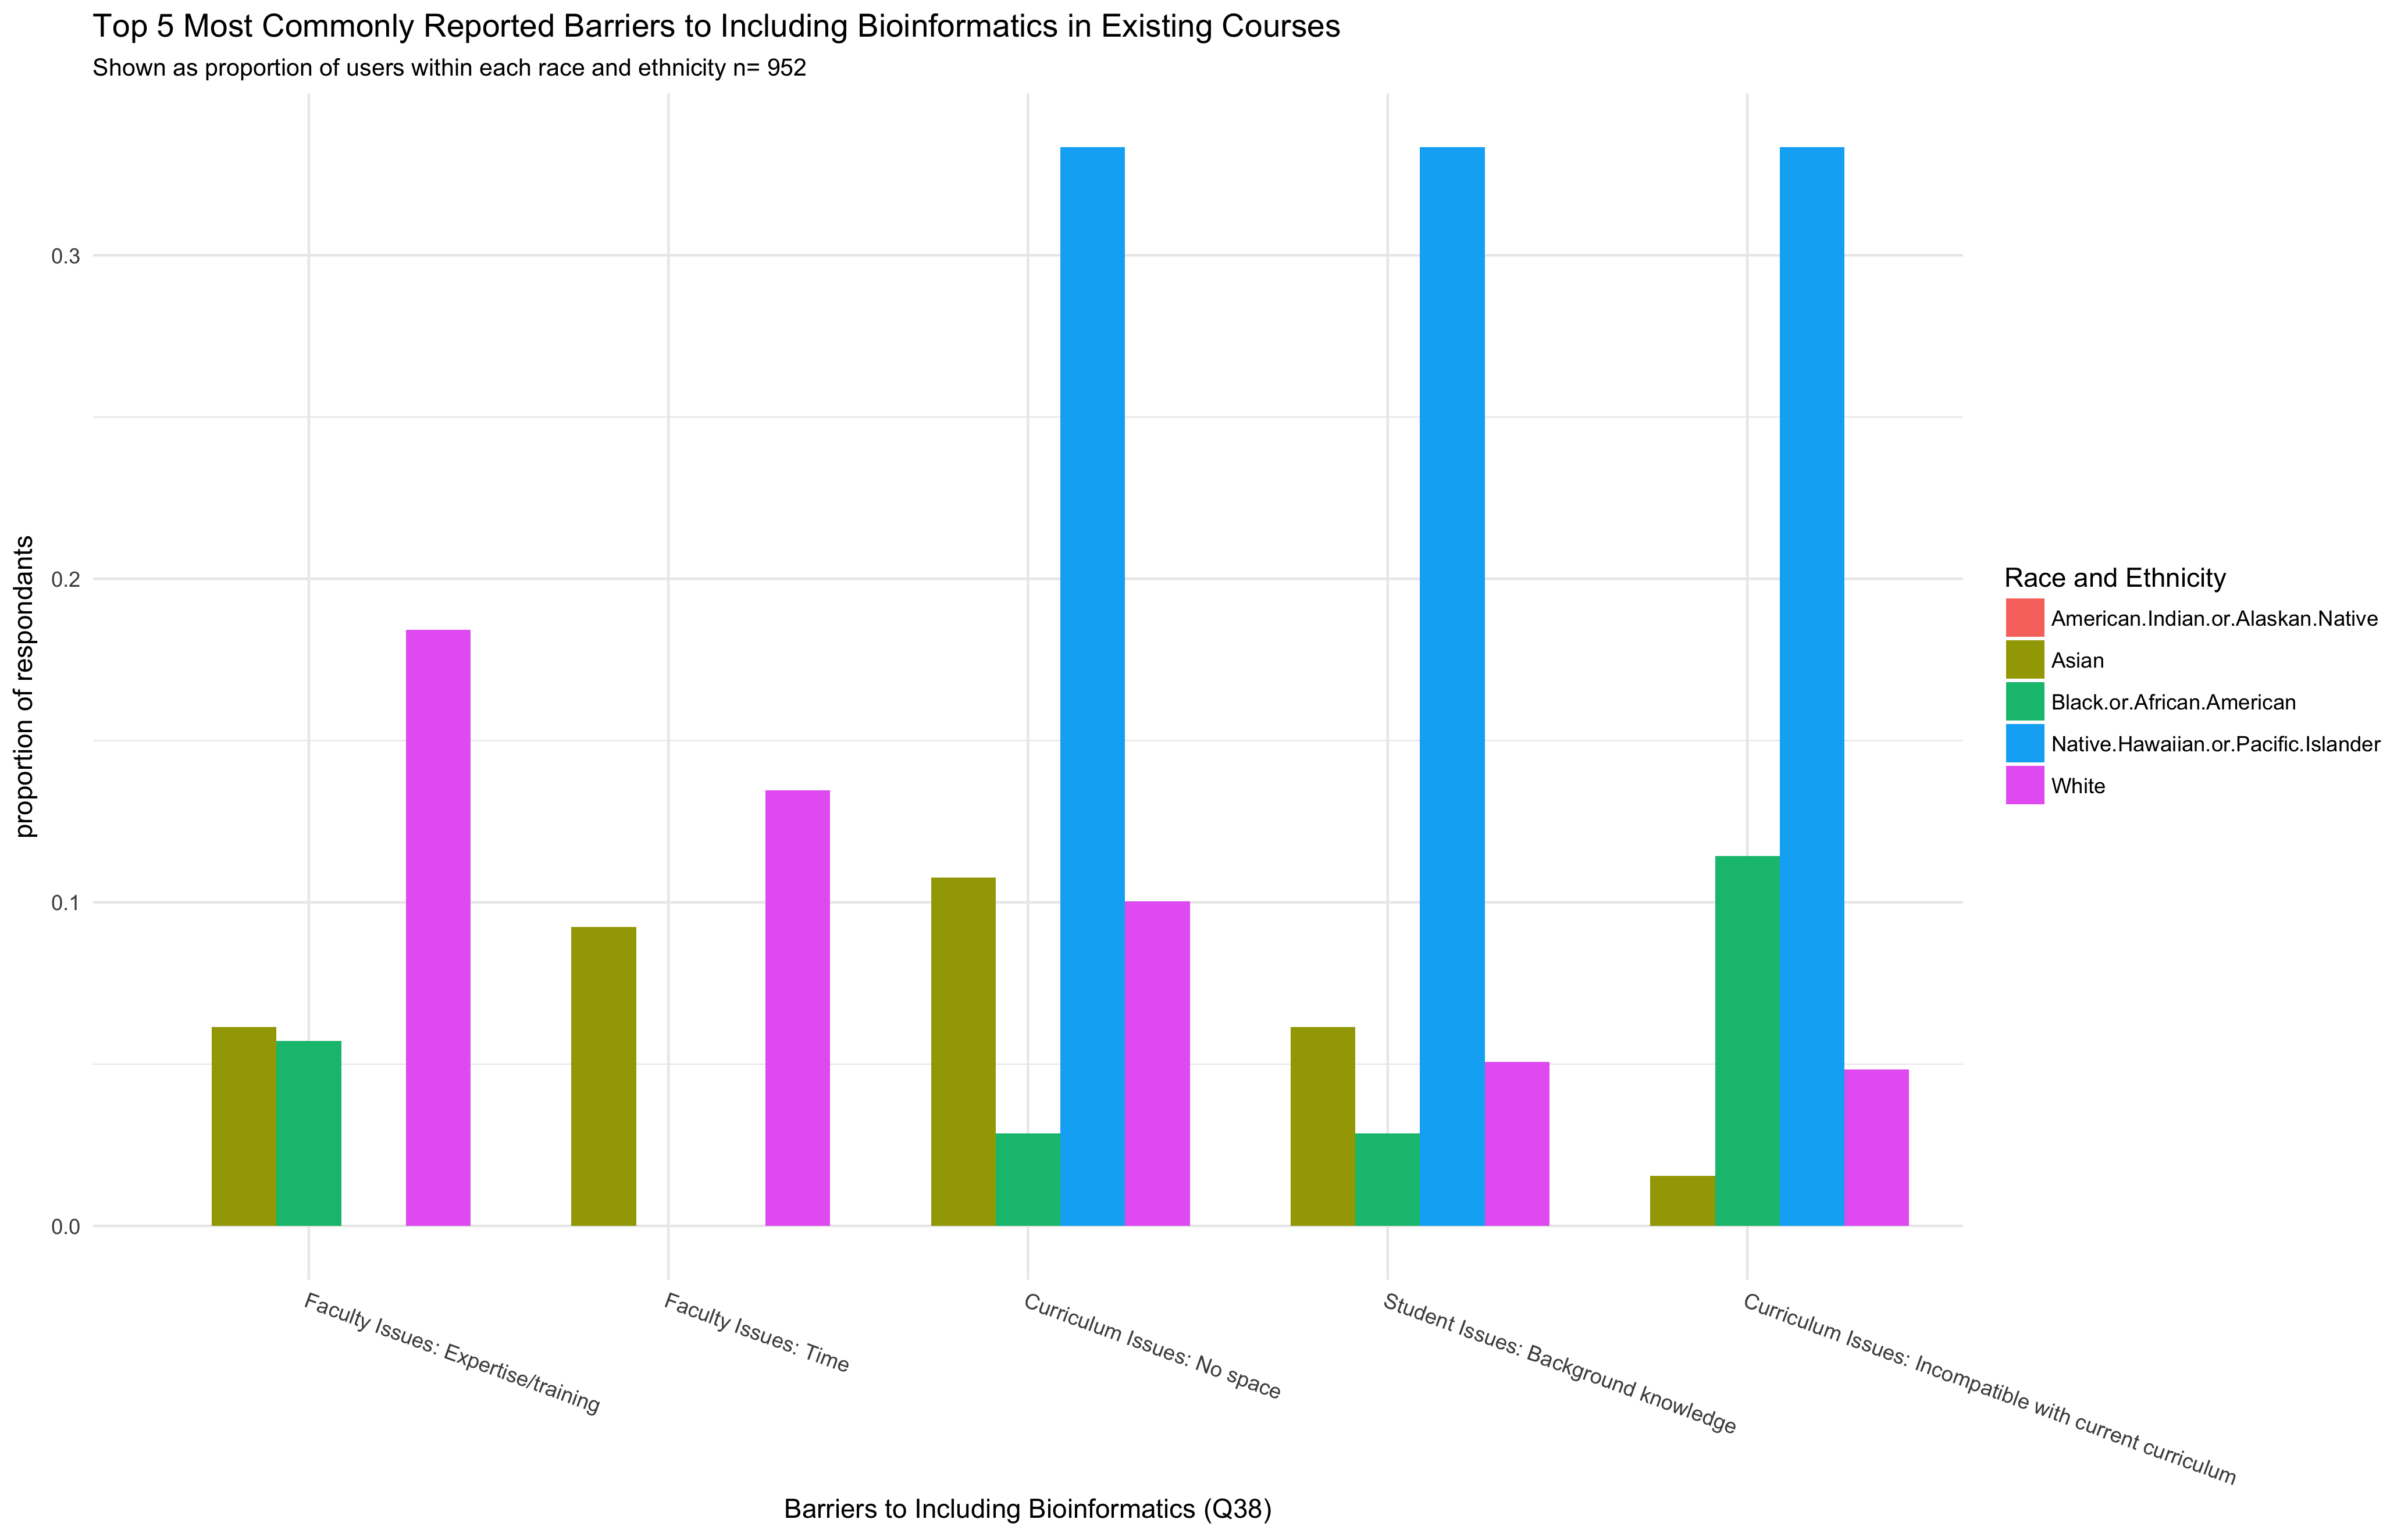 Top 5 Most Commonly Reported Barriers to Including Bioinformatics in Existing Courses
Shown as proportion of users within each race and ethnicity n= 952
proportion of respondants
0.3
0.2
0.1
0.0
Faculty Issues: Expertise/training
Faculty Issues: Time
Curriculum Issues: No space
Student Issues: Background knowledge
Curriculum Issues: Incompatible with current curriculum
Barriers to Including Bioinformatics (Q38)
Race and Ethnicity
American.Indian.or.Alaskan.Native
Asian
Black.or.African.American
Native.Hawaiian.or.Pacific.Islander
White